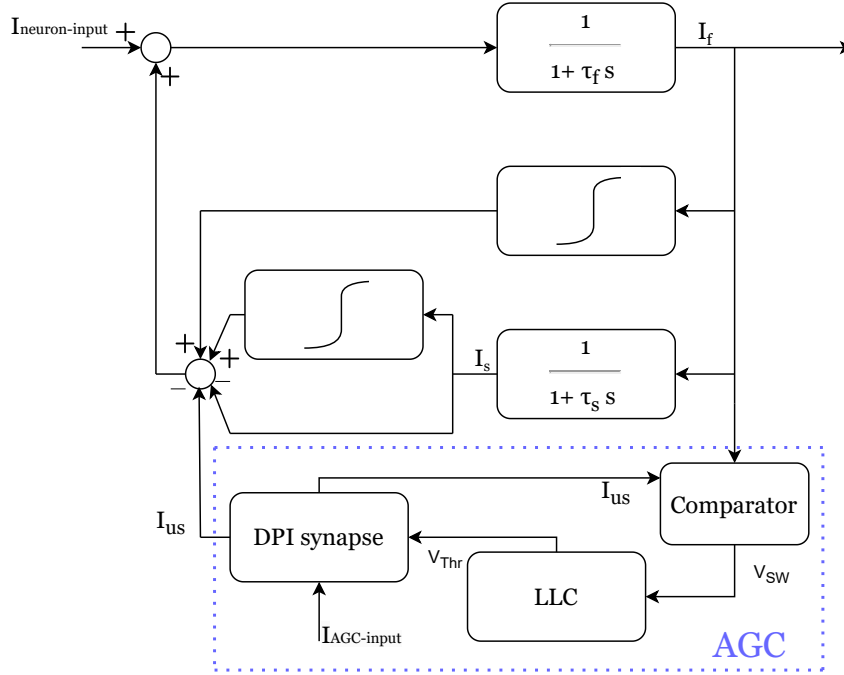 Ineuron-input
+
+
1
1+ τf s
If
+
+
Is
1
1+ τs s
−
−
Ius
DPI synapse
Ius
Comparator
VThr
LLC
VSW
IAGC-input
AGC